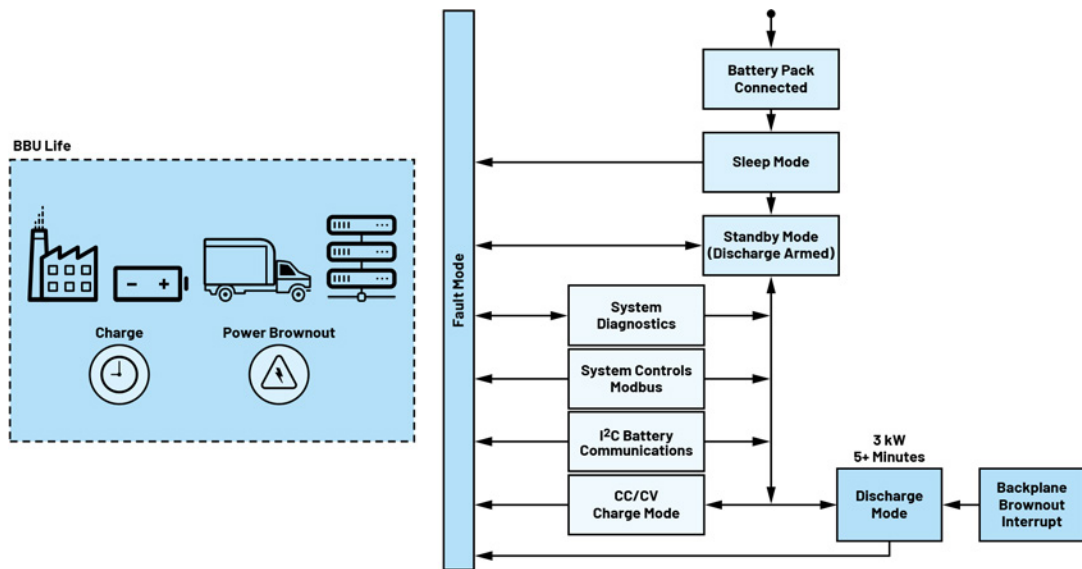 BBU Life
Charge
Power Brownout
Fault Mode
Battery Pack
Connected
Sleep Mode
Standby Mode
(Discharge Armed)
System
Diagnostics
System Controls
Modbus
I²C Battery
Communications
CC/CV
Charge Mode
3 kW
5+ Minutes
Discharge
Mode
Backplane
Brownout
Interrupt